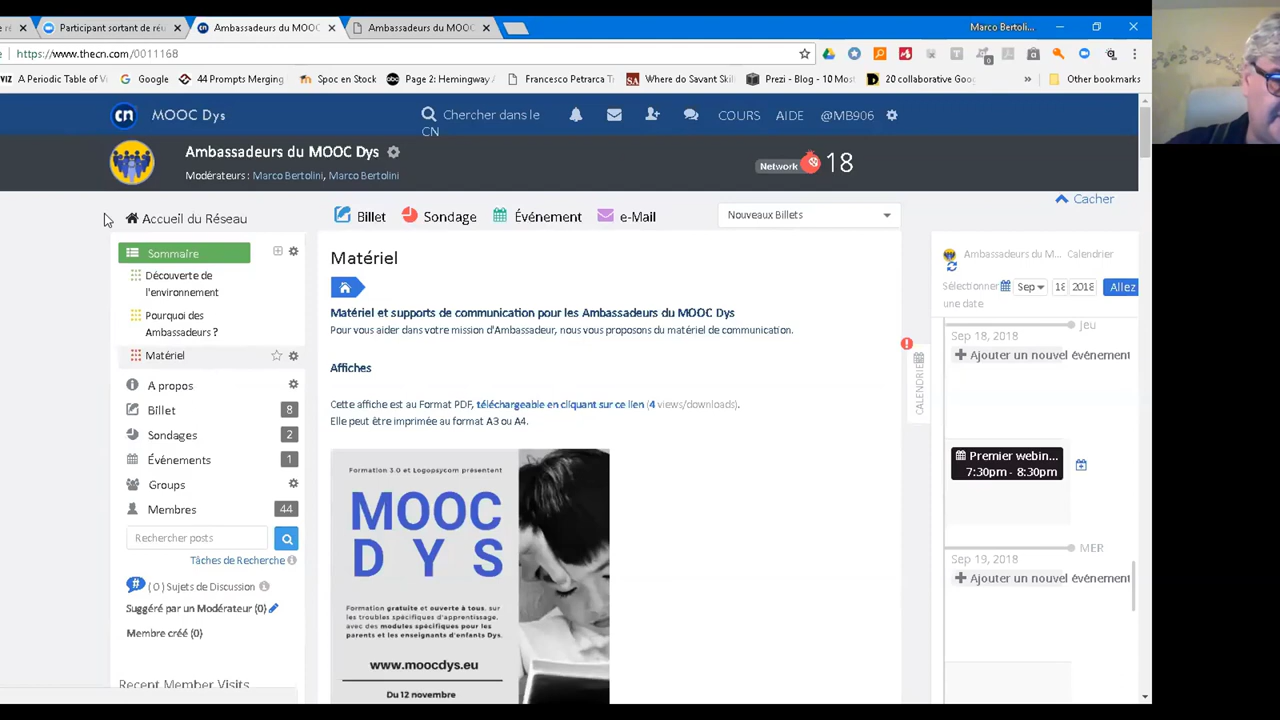 Participant sortant de réu
Ambassadeurs du MOOC
Ambassadeurs du MOOC
Marco Bertoli...
https://www.thecn.com/0011168
VIZ A Periodic Table of Vi
Google
44 Prompts Merging
Spoc en Stock
Page 2: Hemingway
Francesco Petrarca T
Where do Savant Skil
Prezi - Blog - 10 Most
20 collaborative Goo
»
Other bookmarks
cn
MOOC Dys
Chercher dans le CN
COURS
AIDE
@MB906
Ambassadeurs du MOOC Dys
Modérateurs : Marco Bertolini, Marco Bertolini
Network
18
Cacher
Accueil du Réseau
Billet
Sondage
Événement
e-Mail
Nouveaux Billets
Sommaire
Découverte de
l'environnement
Pourquoi des
Ambassadeurs ?
Matériel
A propos
Billet
8
Sondages
2
Événements
1
Groups
Membres
44
Rechercher posts
Tâches de Recherche
( 0 ) Sujets de Discussion
Suggéré par un Modérateur (0)
Membre créé (0)
Recent Member Visits
Matériel
Matériel et supports de communication pour les Ambassadeurs du MOOC Dys
Pour vous aider dans votre mission d'Ambassadeur, nous vous proposons du matériel de communication.
Affiches
Cette affiche est au Format PDF, téléchargeable en cliquant sur ce lien (4 views/downloads).
Elle peut être imprimée au format A3 ou A4.
Formation 3.0 et Logopsycom présentent
MOOC
DYS
Formation gratuite et ouverte à tous, sur
les troubles spécifiques d'apprentissage,
avec des modules spécifiques pour les
parents et les enseignants d'enfants Dys.
www.moocdys.eu
Du 12 novembre
CALENDRIE
Ambassadeurs du M... Calendrier
Sélectionner
une date
Sep
18
2018
Allez
Jeu
Sep 18, 2018
Ajouter un nouvel événement
Premier webin...
7:30pm - 8:30pm
MER
Sep 19, 2018
Ajouter un nouvel événement